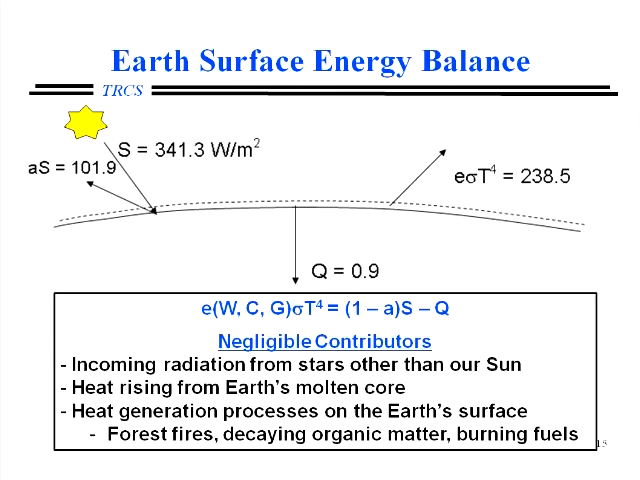 Earth Surface Energy Balance
TRCS
S = 341.3 W/m²
aS = 101.9
eσT⁴ = 238.5
Q = 0.9
e(W, C, G)σT⁴ = (1 – a)S – Q
Negligible Contributors
- Incoming radiation from stars other than our Sun
- Heat rising from Earth's molten core
- Heat generation processes on the Earth's surface
- Forest fires, decaying organic matter, burning fuels
15